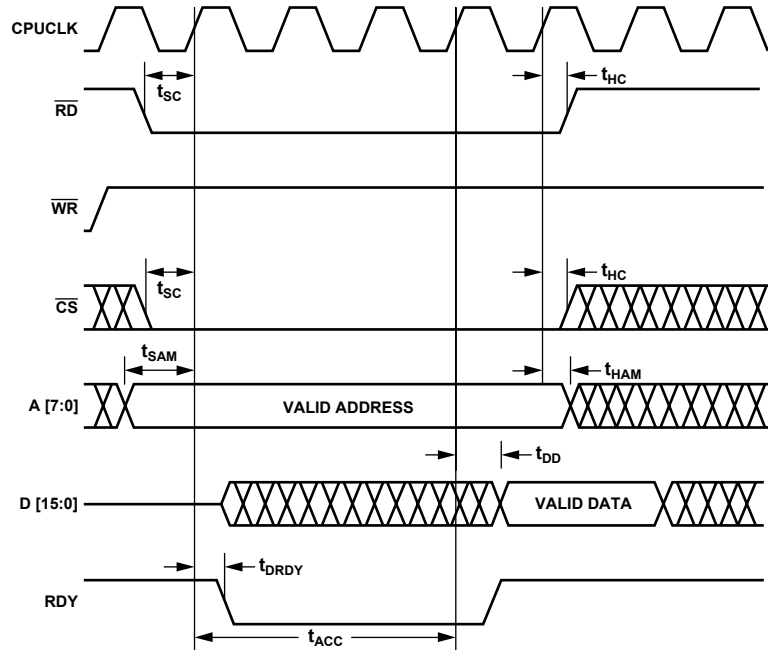 CPUCLK
tSC
tHC
RD
WR
tSC
tHC
CS
tSAM
tHAM
A [7:0]
VALID ADDRESS
tDD
D [15:0]
VALID DATA
tDRDY
RDY
tACC